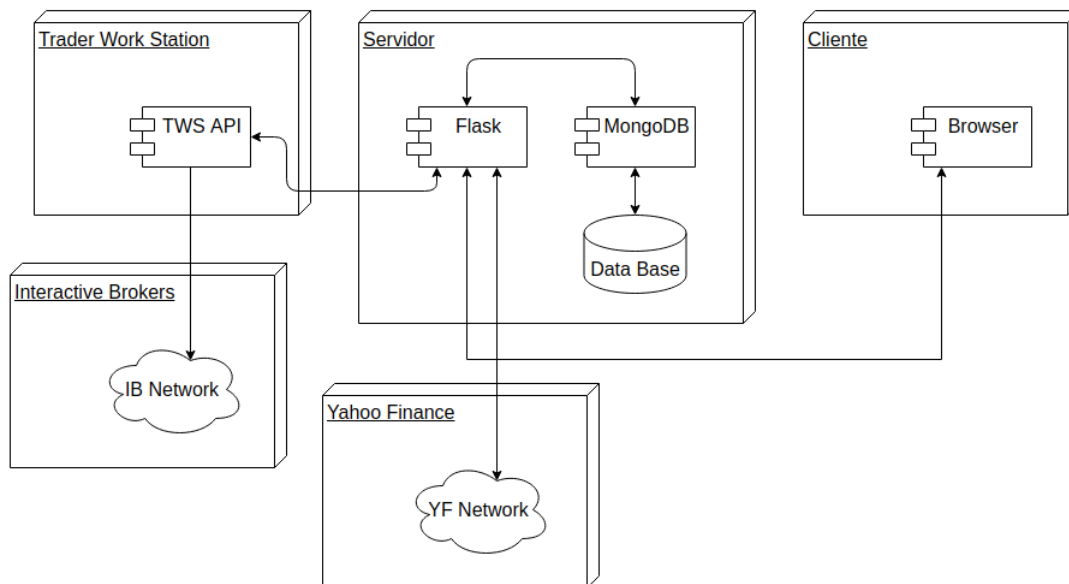 Trader Work Station
Servidor
Cliente
TWS API
Flask
MongoDB
Browser
Data Base
Interactive Brokers
IB Network
Yahoo Finance
YF Network